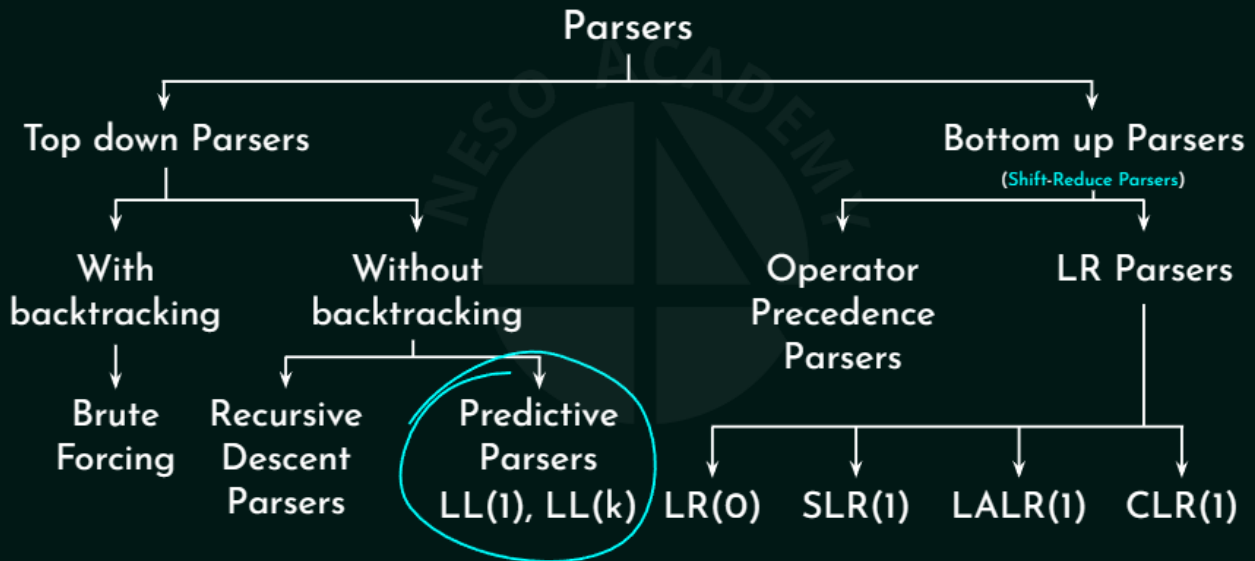 Parsers
NESO ACADEMY
Top down Parsers
Bottom up Parsers
(Shift-Reduce Parsers)
With
backtracking
Without
backtracking
Operator
Precedence
Parsers
LR Parsers
Brute
Forcing
Recursive
Descent
Parsers
Predictive
Parsers
LL(1), LL(k)
LR(0)
SLR(1)
LALR(1)
CLR(1)